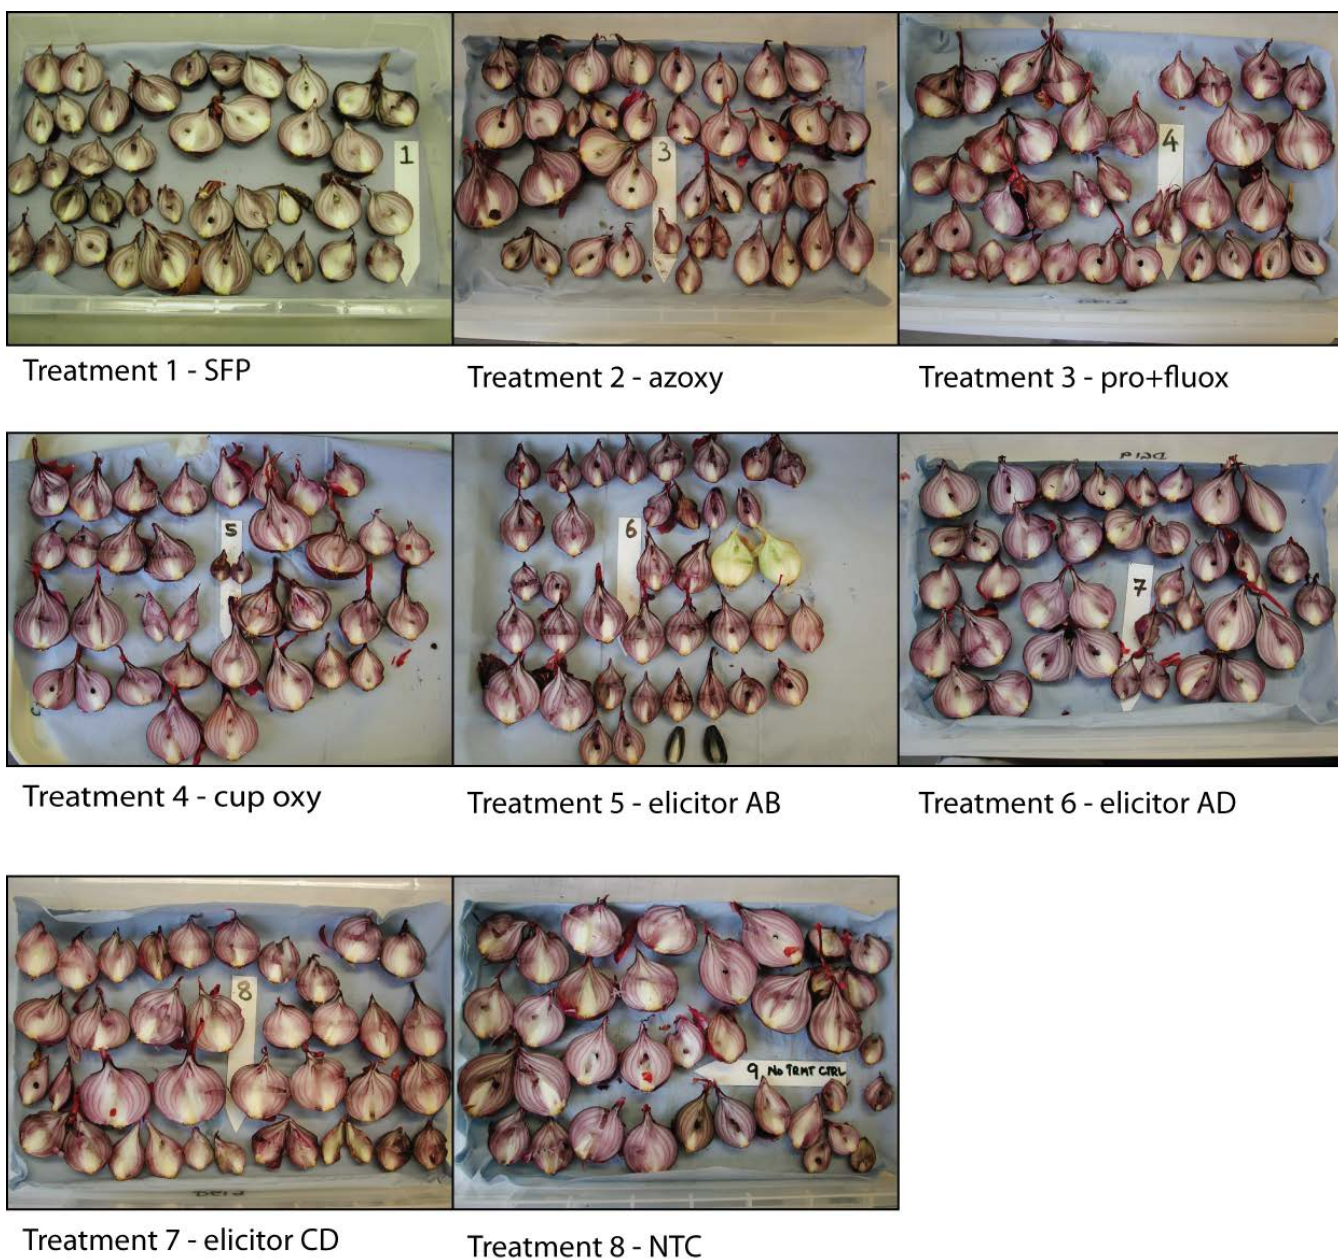 1
3
4
Treatment 1 - SFP
Treatment 2 - azoxy
Treatment 3 - pro+fluox
5
6
7
Treatment 4 - cup oxy
Treatment 5 - elicitor AB
Treatment 6 - elicitor AD
8
9 No TRMT CTRL
Treatment 7 - elicitor CD
Treatment 8 - NTC